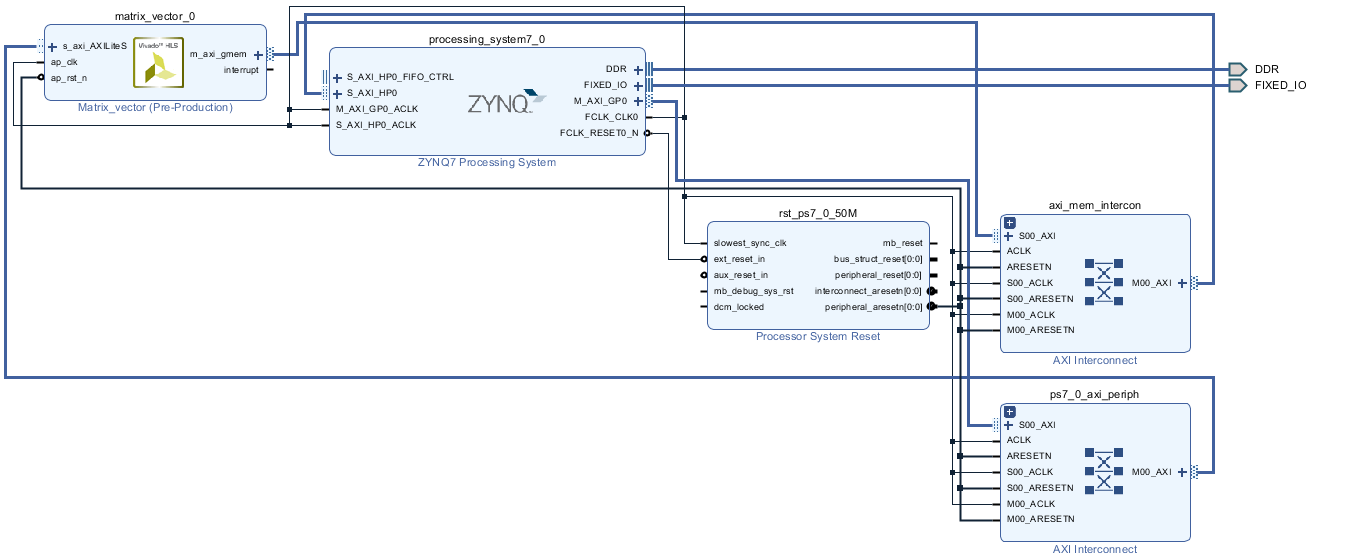 matrix_vector_0
s_axi_AXILiteS
ap_clk
ap_rst_n
Vivado™ HLS
m_axi_gmem
interrupt
Matrix_vector (Pre-Production)
processing_system7_0
S_AXI_HP0_FIFO_CTRL
S_AXI_HP0
M_AXI_GP0_ACLK
S_AXI_HP0_ACLK
ZYNQ
DDR
FIXED_IO
M_AXI_GP0
FCLK_CLK0
FCLK_RESET0_N
ZYNQ7 Processing System
DDR
FIXED_IO
rst_ps7_0_50M
slowest_sync_clk
ext_reset_in
aux_reset_in
mb_debug_sys_rst
dcm_locked
mb_reset
bus_struct_reset[0:0]
peripheral_reset[0:0]
interconnect_aresetn[0:0]
peripheral_aresetn[0:0]
Processor System Reset
axi_mem_intercon
S00_AXI
ACLK
ARESETN
S00_ACLK
S00_ARESETN
M00_ACLK
M00_ARESETN
M00_AXI
AXI Interconnect
ps7_0_axi_periph
S00_AXI
ACLK
ARESETN
S00_ACLK
S00_ARESETN
M00_ACLK
M00_ARESETN
M00_AXI
AXI Interconnect